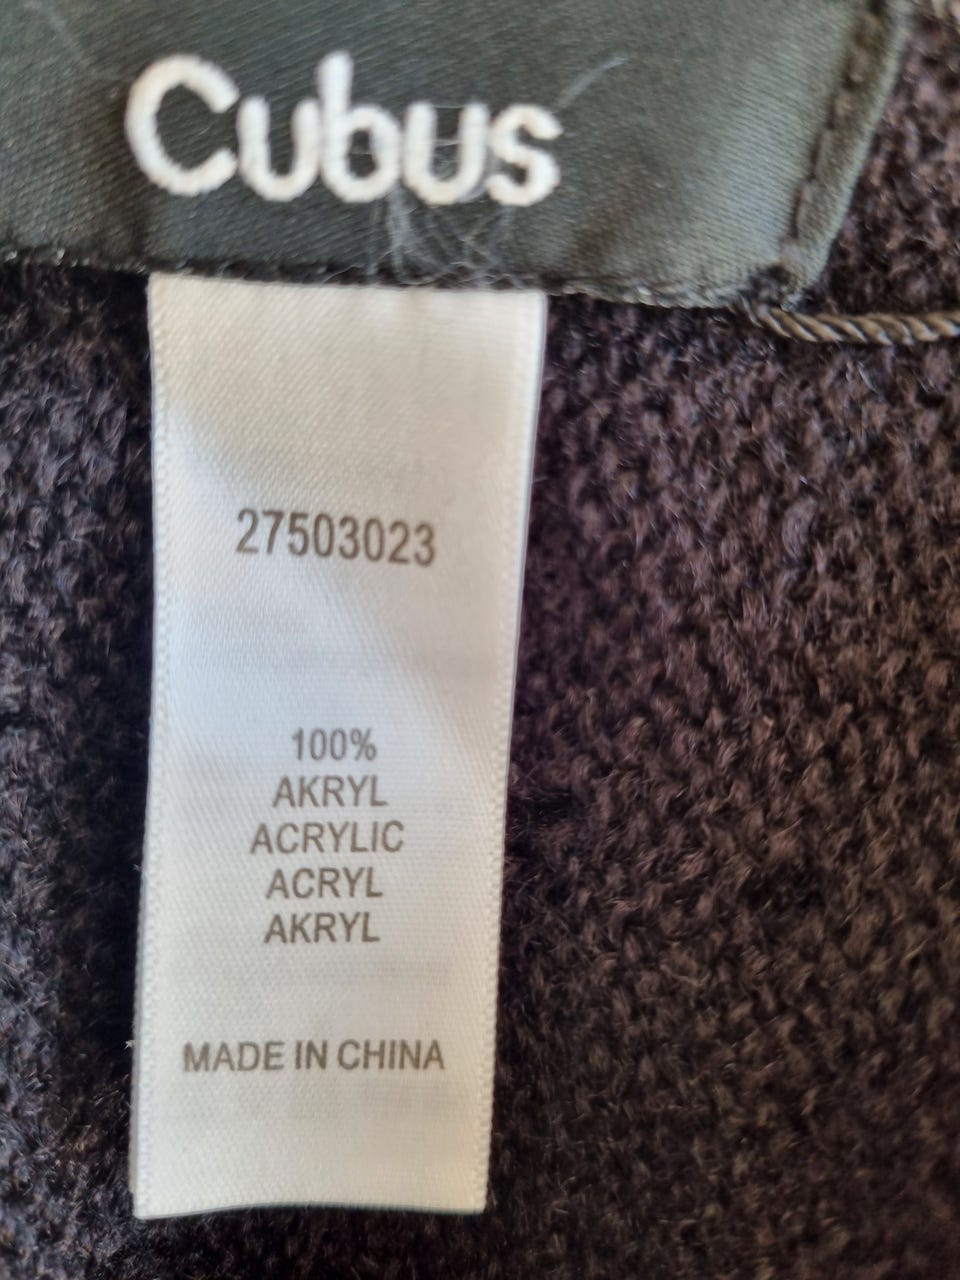 Cubus
27503023
100%
AKRYL
ACRYLIC
ACRYL
AKRYL
MADE IN CHINA